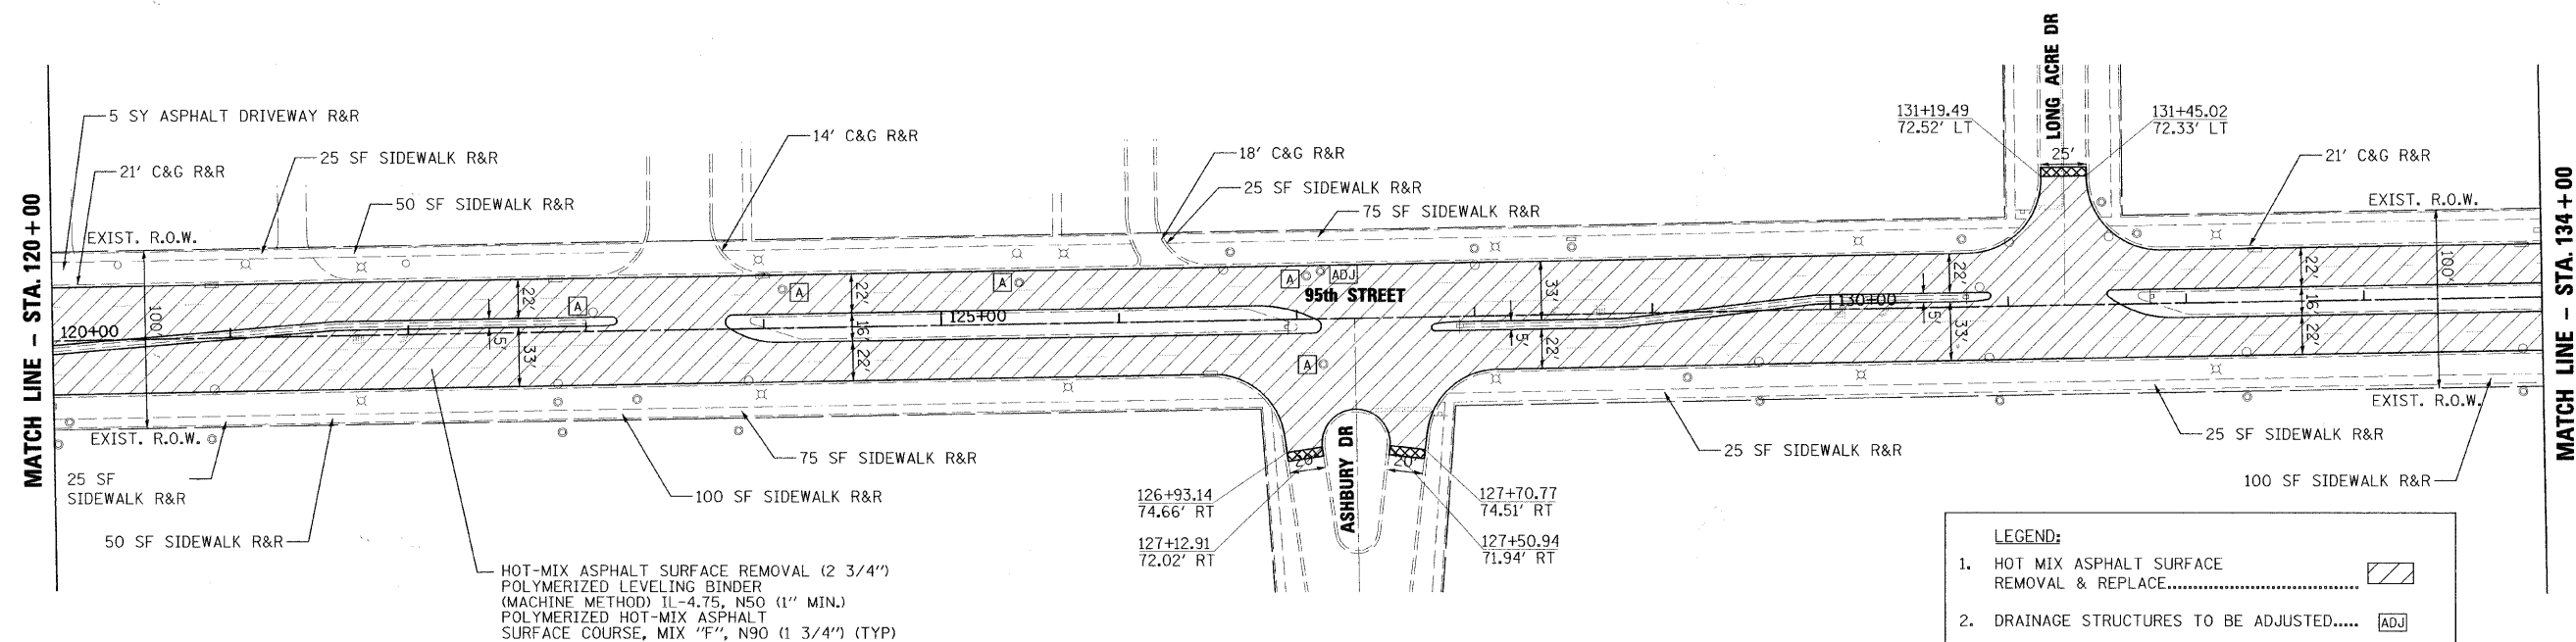 MATCH LINE - STA. 120+00
5 SY ASPHALT DRIVEWAY R&R
21' C&G R&R
25 SF SIDEWALK R&R
50 SF SIDEWALK R&R
14' C&G R&R
18' C&G R&R
25 SF SIDEWALK R&R
75 SF SIDEWALK R&R
131+19.49
72.52' LT
LONG ACRE DR
131+45.02
72.33' LT
25'
21' C&G R&R
EXIST. R.O.W.
EXIST. R.O.W.
MATCH LINE - STA. 134+00
100'
120+00
22'
5'
33'
A
A
A
A
ADJ
22'
16'
22'
125+00
95th STREET
A
33'
5'
22'
130+00
22'
5'
33'
22'
16'
22'
100'
EXIST. R.O.W.
EXIST. R.O.W.
25 SF
SIDEWALK R&R
50 SF SIDEWALK R&R
75 SF SIDEWALK R&R
100 SF SIDEWALK R&R
20'
20'
ASHBURY DR
126+93.14
74.66' RT
127+12.91
72.02' RT
127+70.77
74.51' RT
127+50.94
71.94' RT
25 SF SIDEWALK R&R
25 SF SIDEWALK R&R
100 SF SIDEWALK R&R
HOT-MIX ASPHALT SURFACE REMOVAL (2 3/4")
POLYMERIZED LEVELING BINDER
(MACHINE METHOD) IL-4.75, N50 (1" MIN.)
POLYMERIZED HOT-MIX ASPHALT
SURFACE COURSE, MIX "F", N90 (1 3/4") (TYP)
LEGEND:
1. HOT MIX ASPHALT SURFACE
REMOVAL & REPLACE
2. DRAINAGE STRUCTURES TO BE ADJUSTED..... ADJ